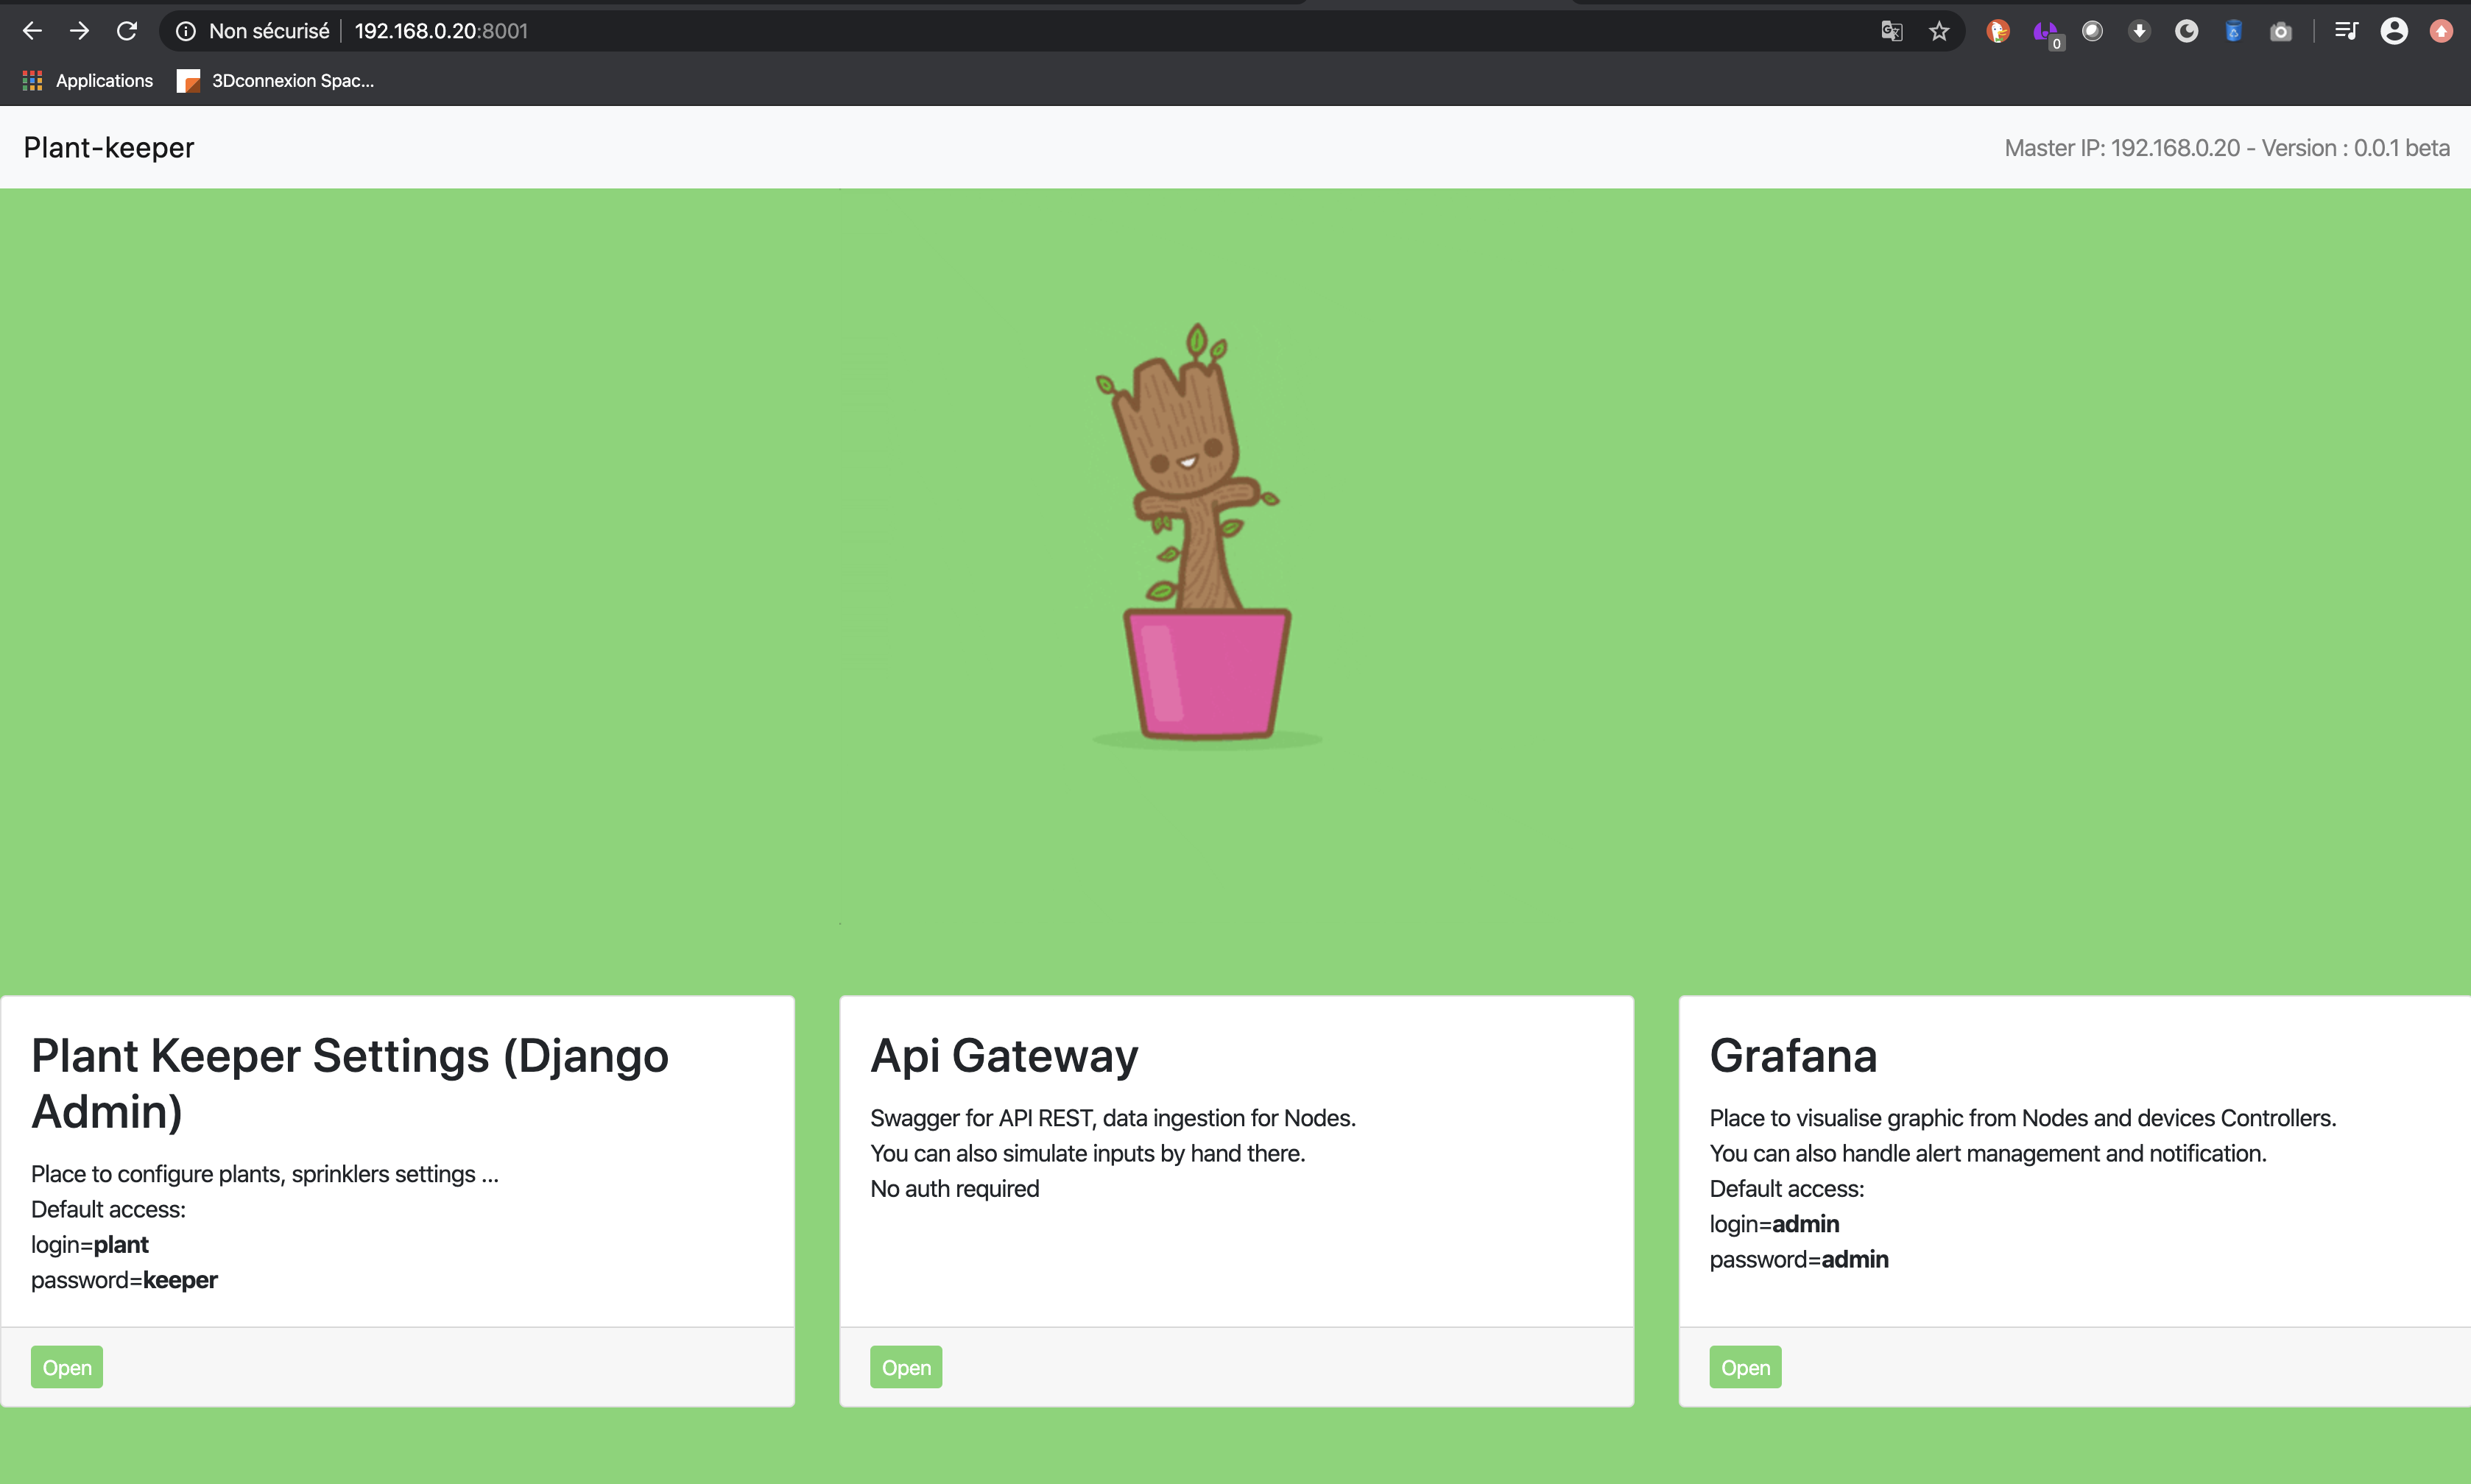 Non sécurisé 192.168.0.20:8001
0
Applications 3Dconnexion Spac...
Plant-keeper Master IP: 192.168.0.20 - Version : 0.0.1 beta
Plant Keeper Settings (Django
Admin)
Place to configure plants, sprinklers settings ...
Default access:
login=plant
password=keeper
Open
Api Gateway
Swagger for API REST, data ingestion for Nodes.
You can also simulate inputs by hand there.
No auth required
Open
Grafana
Place to visualise graphic from Nodes and devices Controllers.
You can also handle alert management and notification.
Default access:
login=admin
password=admin
Open